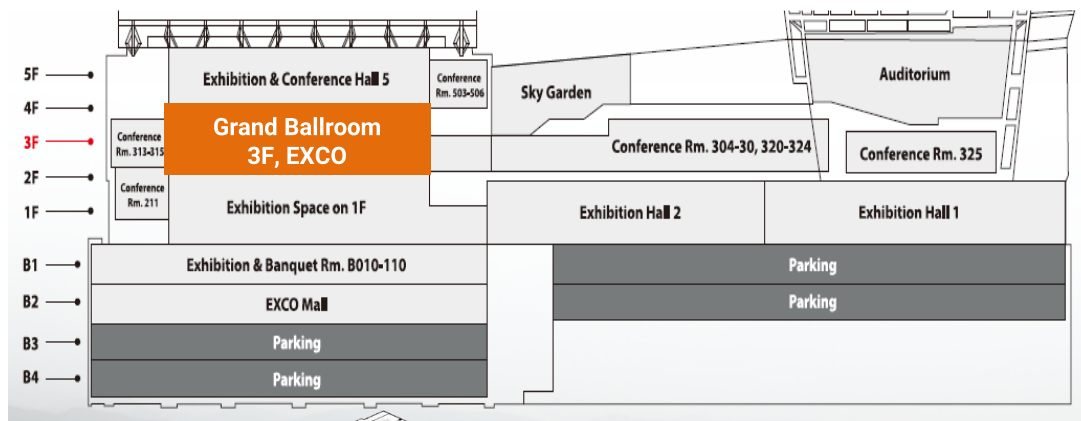 5F
Exhibition & Conference Hall 5
Conference
Rm. 503-506
Sky Garden
Auditorium
4F
3F
Conference
Rm. 313-315
Grand Ballroom
3F, EXCO
Conference Rm. 304-30, 320-324
Conference Rm. 325
2F
Conference
Rm. 211
1F
Exhibition Space on 1F
Exhibition Hall 2
Exhibition Hall 1
B1
Exhibition & Banquet Rm. B010-110
Parking
B2
EXCO Mall
Parking
B3
Parking
B4
Parking